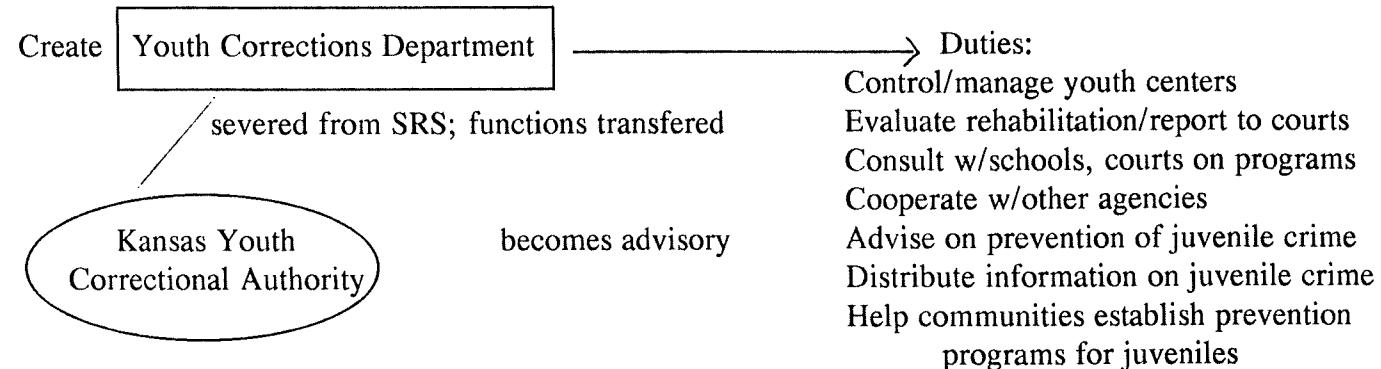 Create Youth Corrections Department
severed from SRS; functions transfered
Kansas Youth
Correctional Authority
becomes advisory
Duties:
Control/manage youth centers
Evaluate rehabilitation/report to courts
Consult w/schools, courts on programs
Cooperate w/other agencies
Advise on prevention of juvenile crime
Distribute information on juvenile crime
Help communities establish prevention
programs for juveniles